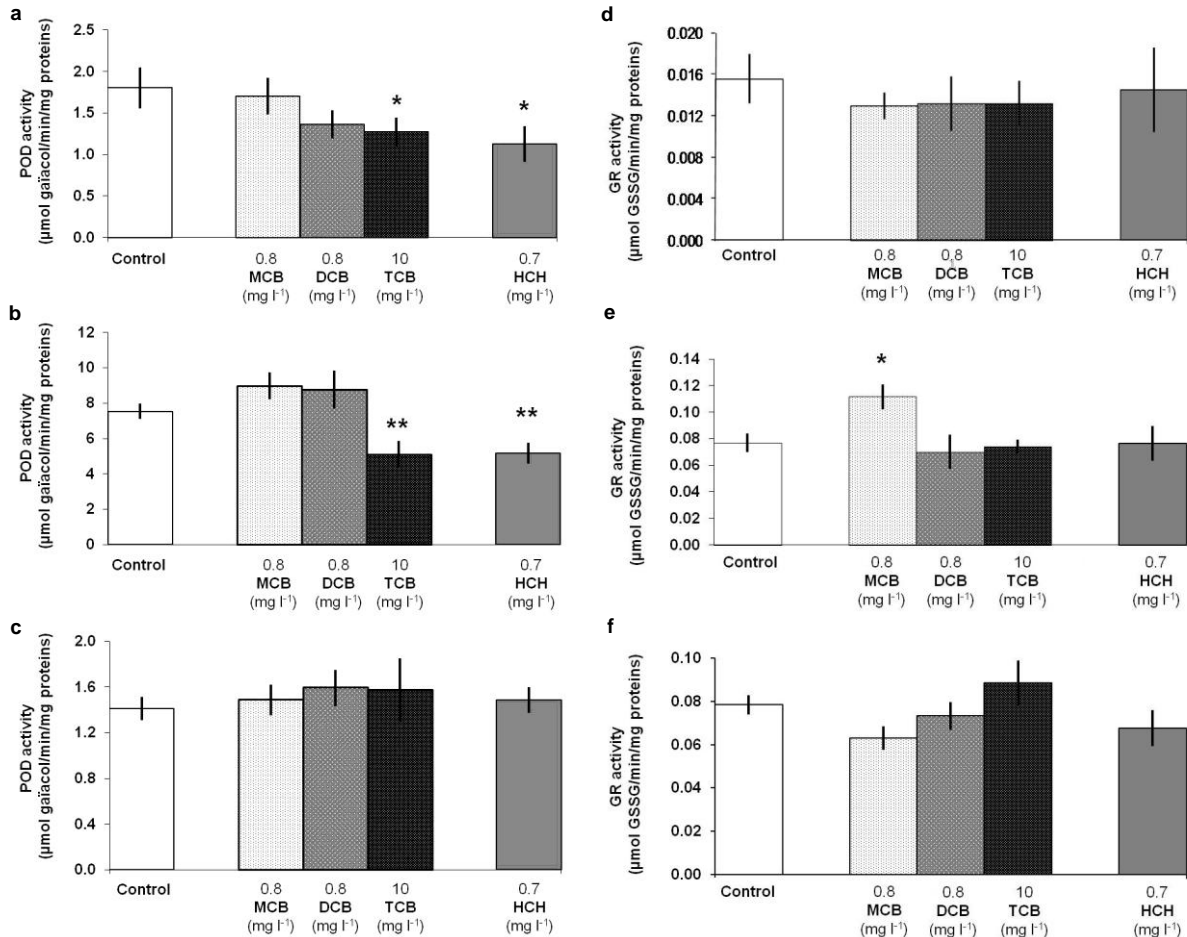 a
POD activity
(µmol gaïacol/min/mg proteins)
2.5
2.0
1.5
1.0
0.5
0.0
* *
Control
0.8 0.8 10 0.7
MCB DCB TCB HCH
(mg l⁻¹) (mg l⁻¹) (mg l⁻¹)
b
POD activity
(µmol gaïacol/min/mg proteins)
12
10
8
6
4
2
0
** **
Control
0.8 0.8 10 0.7
MCB DCB TCB HCH
(mg l⁻¹) (mg l⁻¹) (mg l⁻¹) (mg l⁻¹)
c
POD activity
(µmol gaïacol/min/mg proteins)
2.0
1.6
1.2
0.8
0.4
0.0
Control
0.8 0.8 10 0.7
MCB DCB TCB HCH
(mg l⁻¹) (mg l⁻¹) (mg l⁻¹) (mg l⁻¹)
d
GR activity
(µmol GSSG/min/mg proteins)
0.020
0.016
0.012
0.008
0.004
0.000
Control
0.8 0.8 10 0.7
MCB DCB TCB HCH
(mg l⁻¹) (mg l⁻¹) (mg l⁻¹) (mg l⁻¹)
e
GR activity
(µmol GSSG/min/mg proteins)
0.14
0.12
0.10
0.08
0.06
0.04
0.02
0.00
*
Control
0.8 0.8 10 0.7
MCB DCB TCB HCH
(mg l⁻¹) (mg l⁻¹) (mg l⁻¹) (mg l⁻¹)
f
GR activity
(µmol GSSG/min/mg proteins)
0.10
0.08
0.06
0.04
0.02
0.00
Control
0.8 0.8 10 0.7
MCB DCB TCB HCH
(mg l⁻¹) (mg l⁻¹) (mg l⁻¹) (mg l⁻¹)